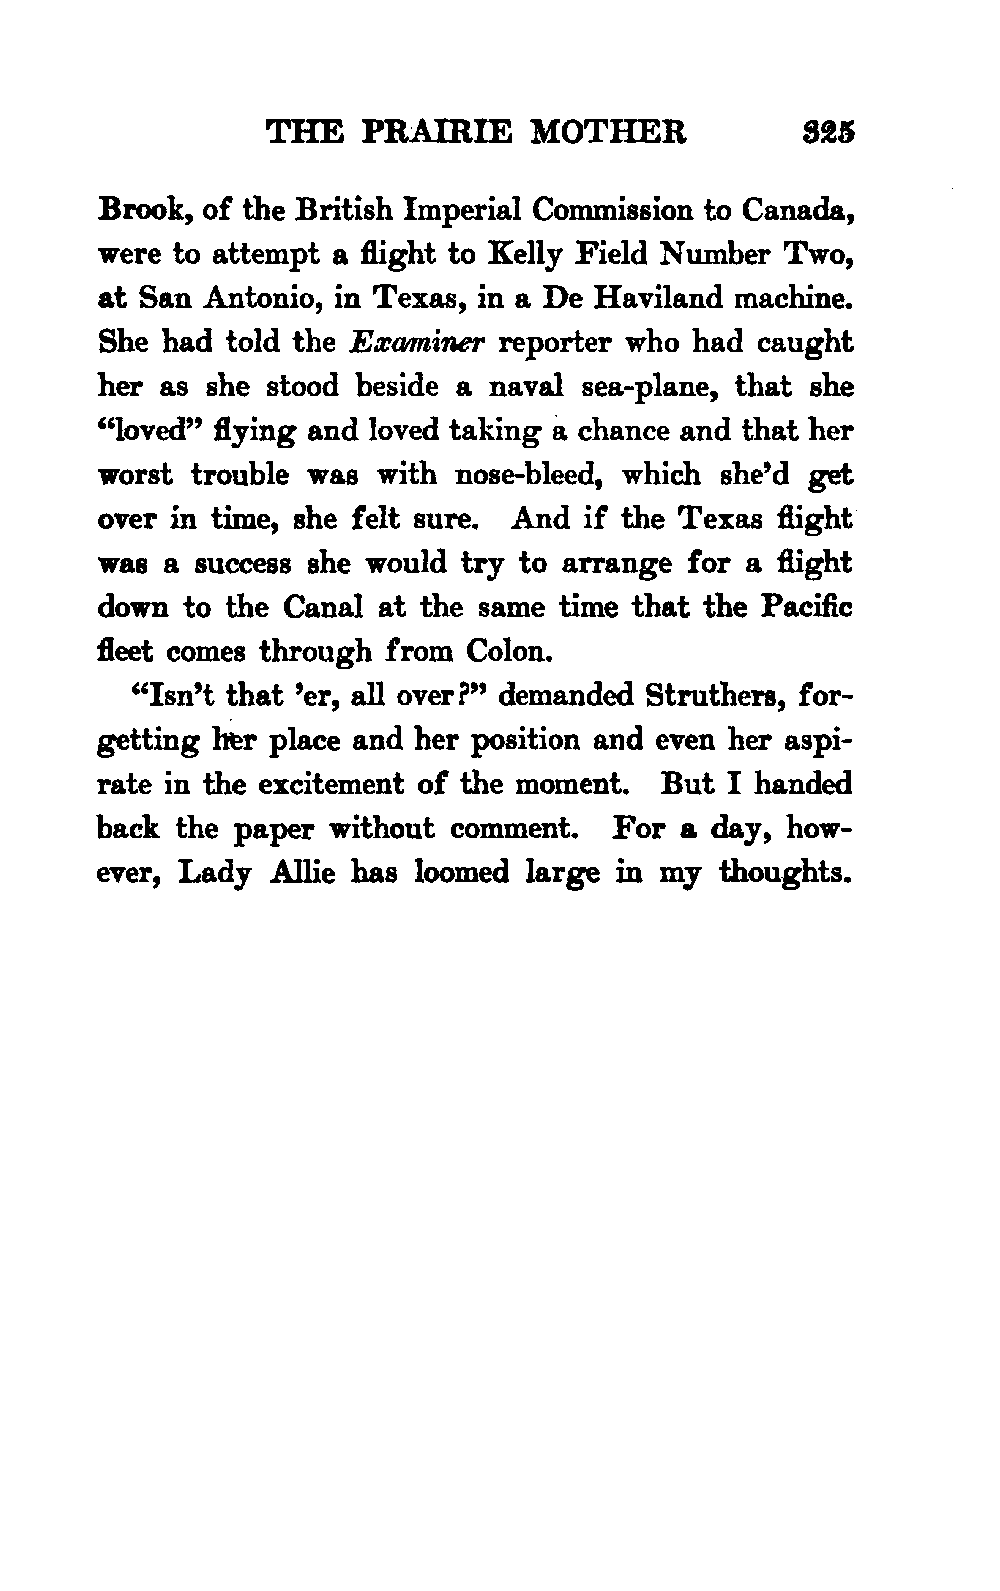 THE PRAIRIE MOTHER 325
Brook, of the British Imperial Commission to Canada,
were to attempt a flight to Kelly Field Number Two,
at San Antonio, in Texas, in a De Haviland machine.
She had told the Examiner reporter who had caught
her as she stood beside a naval sea-plane, that she
“loved” flying and loved taking a chance and that her
worst trouble was with nose-bleed, which she’d get
over in time, she felt sure. And if the Texas flight
was a success she would try to arrange for a flight
down to the Canal at the same time that the Pacific
fleet comes through from Colon.
“Isn’t that ’er, all over?” demanded Struthers, for-
getting her place and her position and even her aspi-
rate in the excitement of the moment. But I handed
back the paper without comment. For a day, how-
ever, Lady Allie has loomed large in my thoughts.